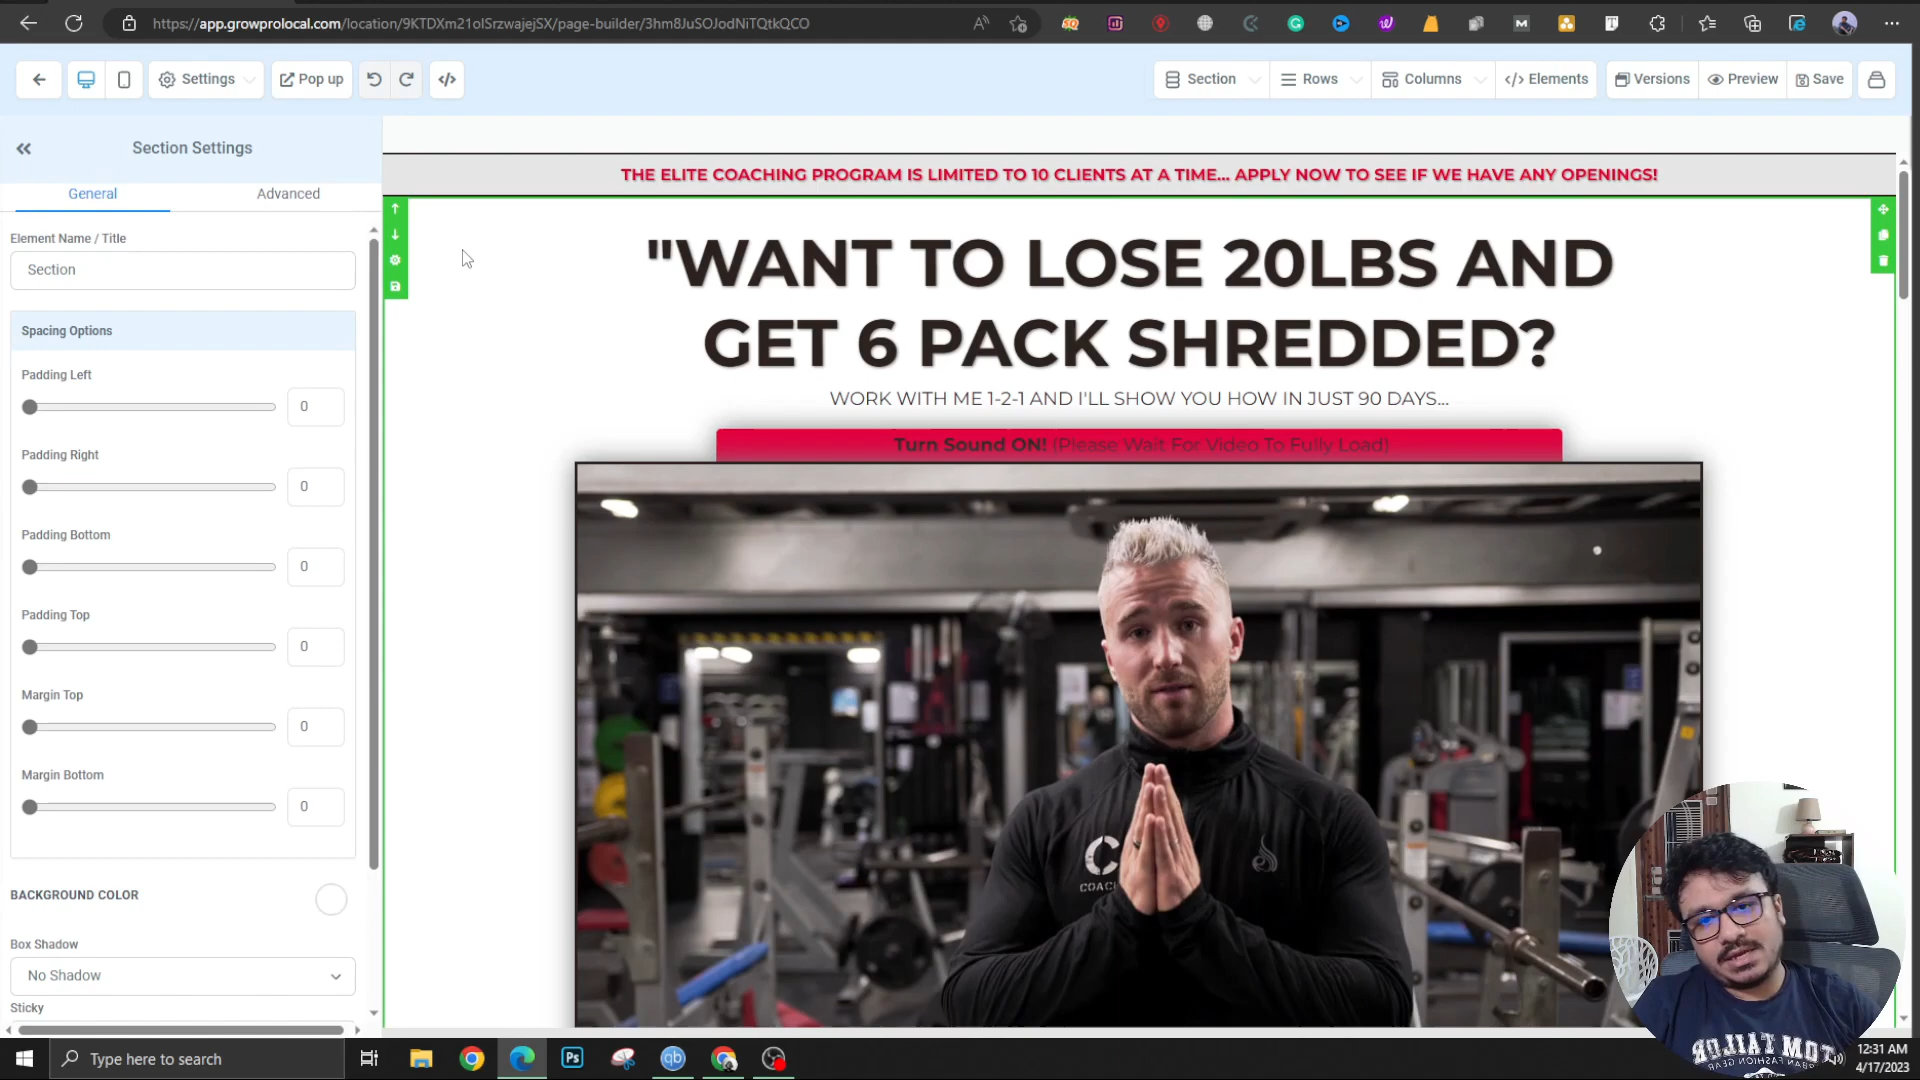 https://app.growprolocal.com/location/9KTDXm21olSrzwajejSX/page-builder/3hm8JuSOJodNiTQtkQCO
Settings
Pop up
Section
Rows
Columns
Elements
Versions
Preview
Save
Section Settings
General
Advanced
Element Name / Title
Section
Spacing Options
Padding Left
0
Padding Right
0
Padding Bottom
0
Padding Top
0
Margin Top
0
Margin Bottom
0
BACKGROUND COLOR
Box Shadow
No Shadow
Sticky
THE ELITE COACHING PROGRAM IS LIMITED TO 10 CLIENTS AT A TIME... APPLY NOW TO SEE IF WE HAVE ANY OPENINGS!
"WANT TO LOSE 20LBS AND
GET 6 PACK SHREDDED?
WORK WITH ME 1-2-1 AND I'LL SHOW YOU HOW IN JUST 90 DAYS...
Turn Sound ON! (Please Wait For Video To Fully Load)
TOM TAILOR
Type here to search
Ps
qb
12:31 AM
4/17/2023